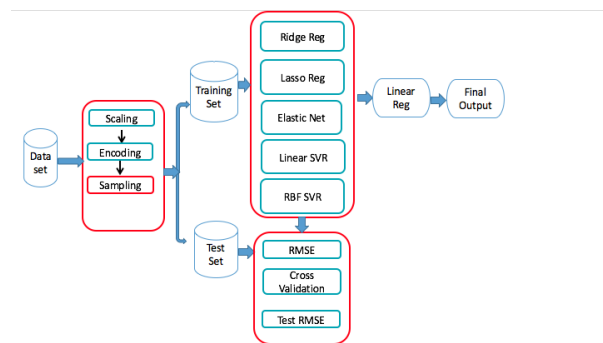 Data
set
Scaling
Encoding
Sampling
Training
Set
Test
Set
Ridge Reg
Lasso Reg
Elastic Net
Linear SVR
RBF SVR
RMSE
Cross
Validation
Test RMSE
Linear
Reg
Final
Output